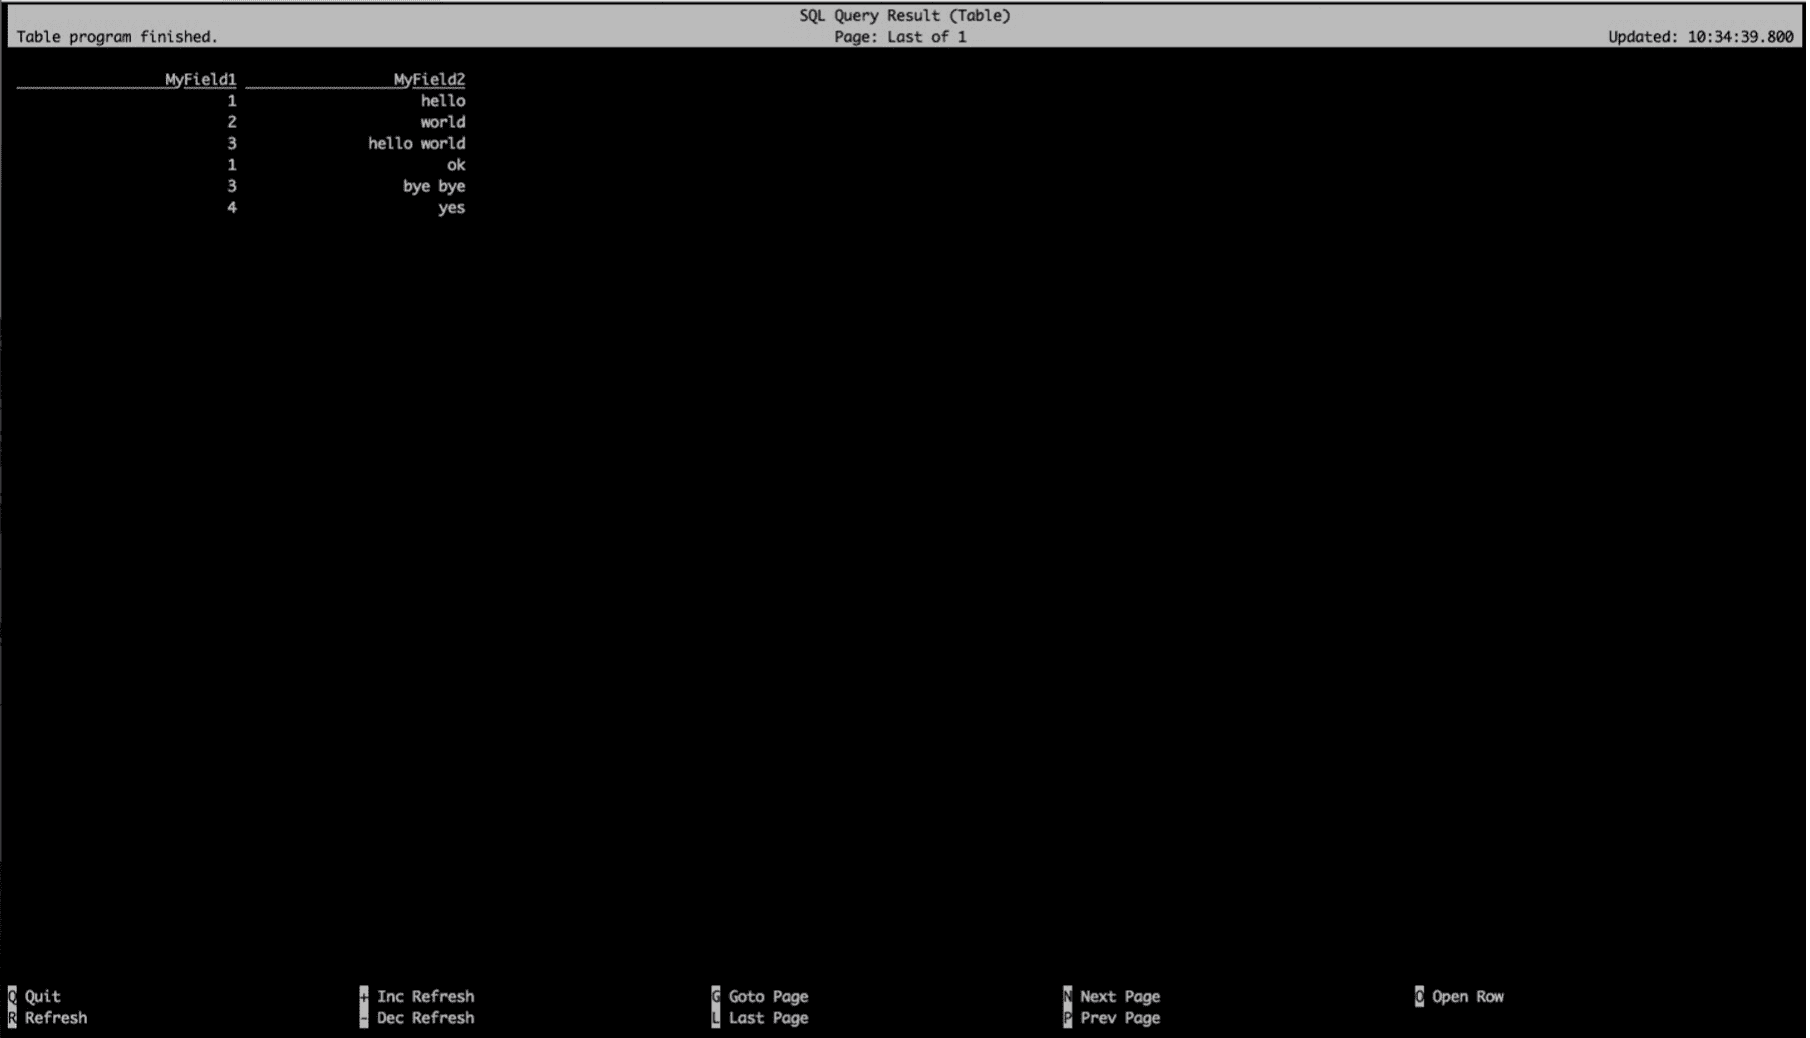 SQL Query Result (Table)
Table program finished. Page: Last of 1 Updated: 10:34:39.800
MyField1 MyField2
1 hello
2 world
3 hello world
1 ok
3 bye bye
4 yes
Q Quit + Inc Refresh G Goto Page N Next Page O Open Row
R Refresh - Dec Refresh L Last Page P Prev Page